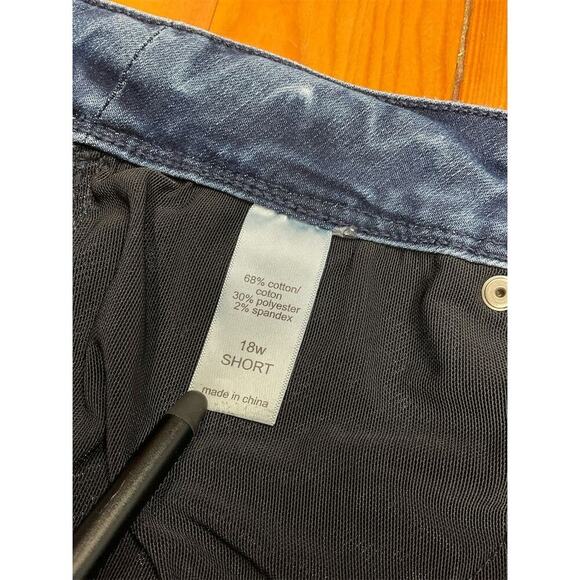 68% cotton/
coton
30% polyester
2% spandex
18w
SHORT
made in china